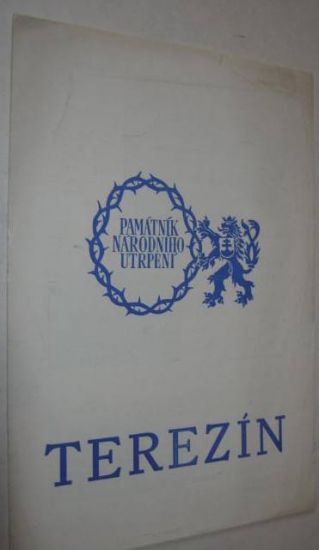 PAMÁTNÍK
NÁRODNÍHO
UTRPENÍ
TEREZÍN